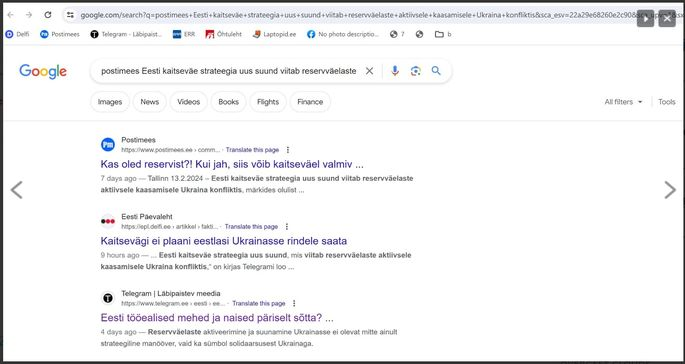 google.com/search?q=postimees+Eesti+kaitseväe+strateegia+uus+suund+viitab+reservväelaste+aktiivsele+kaasamisele+Ukraina+konfliktis&sca_esv=22a29e68260e2c90&sca_upv=1&sx
Delfi Postimees Telegram - Läbipaist... ERR Õhtuleht Laptopid.ee No photo descriptio... ? b
Google postimees Eesti kaitseväe strateegia uus suund viitab reservväelaste
Images News Videos Books Flights Finance All filters Tools
Postimees
https://www.postimees.ee › comm... · Translate this page
Kas oled reservist?! Kui jah, siis võib kaitseväel valmiv ...
7 days ago — Tallinn 13.2.2024 – Eesti kaitseväe strateegia uus suund viitab reservväelaste
aktiivsele kaasamisele Ukraina konfliktis, märkides olulist ...
Eesti Päevaleht
https://epl.delfi.ee › artikkel › fakti... · Translate this page
Kaitsevägi ei plaani eestlasi Ukrainasse rindele saata
9 hours ago — ... Eesti kaitseväe strateegia uus suund, mis viitab reservväelaste aktiivsele
kaasamisele Ukraina konfliktis,“ on kirjas Telegrami loo ...
Telegram | Läbipaistev meedia
https://www.telegram.ee › eesti › ee... · Translate this page
Eesti tööealised mehed ja naised päriselt sõtta? ...
4 days ago — Reservväelaste aktiveerimine ja suunamine Ukrainasse ei olevat mitte ainult
strateegiline manööver, vaid ka sümbol solidaarsusest Ukrainaga.